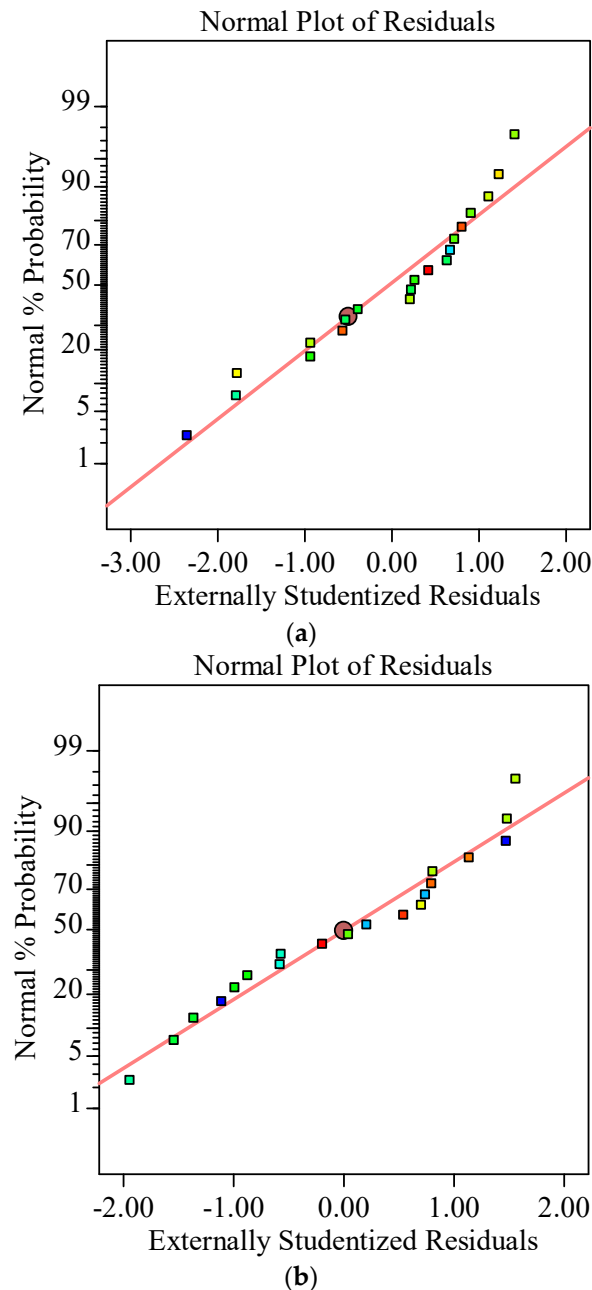 Normal Plot of Residuals
Normal % Probability
99
90
70
50
20
5
1
-3.00 -2.00 -1.00 0.00 1.00 2.00
Externally Studentized Residuals
(a)
Normal Plot of Residuals
Normal % Probability
99
90
70
50
20
5
1
-2.00 -1.00 0.00 1.00 2.00
Externally Studentized Residuals
(b)